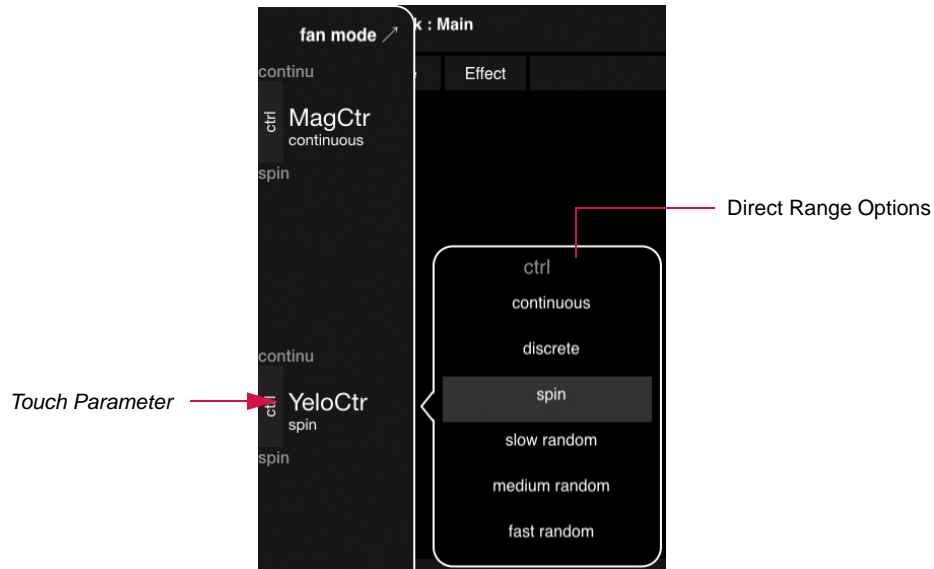 fan mode
k : Main
continu
Effect
ctrl
MagCtr
continuous
spin
Direct Range Options
ctrl
continuous
discrete
continu
spin
Touch Parameter
ctrl
YeloCtr
spin
slow random
spin
medium random
fast random